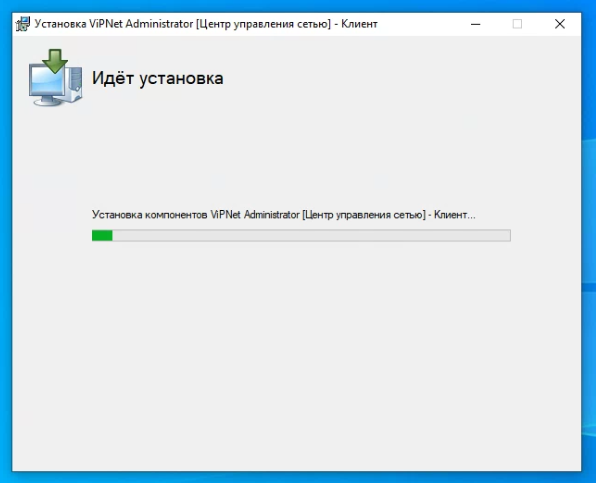 Установка ViPNet Administrator [Центр управления сетью] - Клиент
Идёт установка
Установка компонентов ViPNet Administrator [Центр управления сетью] - Клиент...